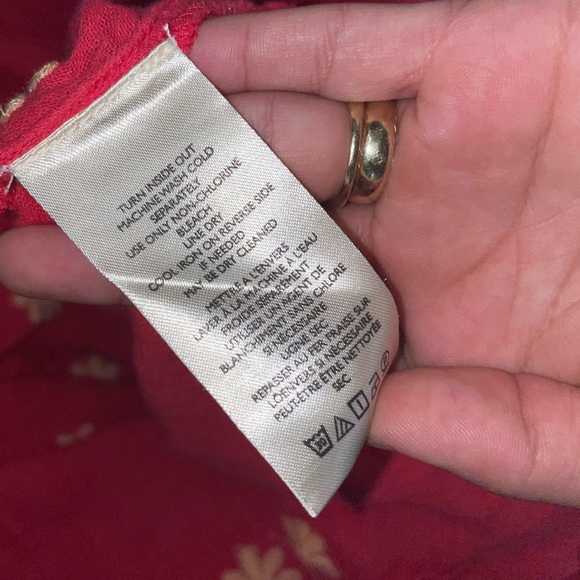 TURN INSIDE OUT
MACHINE WASH COLD
SEPARATELY
USE ONLY NON-CHLORINE
BLEACH
LINE DRY
COOL IRON ON REVERSE SIDE
IF NEEDED
MAY BE DRY CLEANED
METTRE A L'ENVERS
LAVER À LA MACHINE À L'EAU
FROIDE SÉPARÉMENT
UTILISER UN AGENT DE
BLANCHIMENT SANS CHLORE
SI NÉCESSAIRE
LIGNE SEC
REPASSER AU FER FRAISE SUR
LÖENVERS SI NÉCESSAIRE
PEUT-ÊTRE ÊTRE NETTOYÉE
SEC